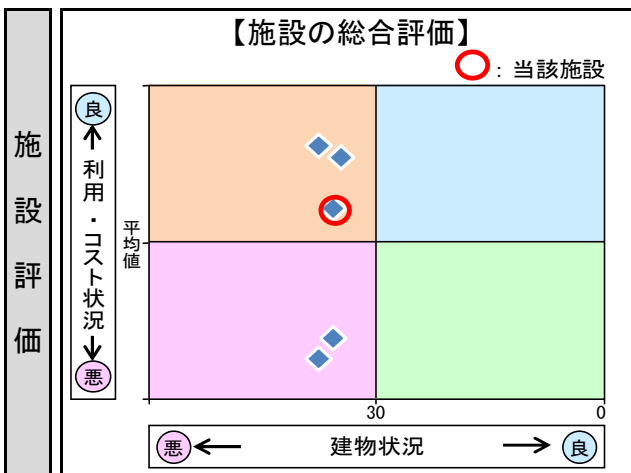 施設評価
【施設の総合評価】
: 当該施設
良
利用・コスト状況
悪
平均値
30
0
悪
建物状況
良